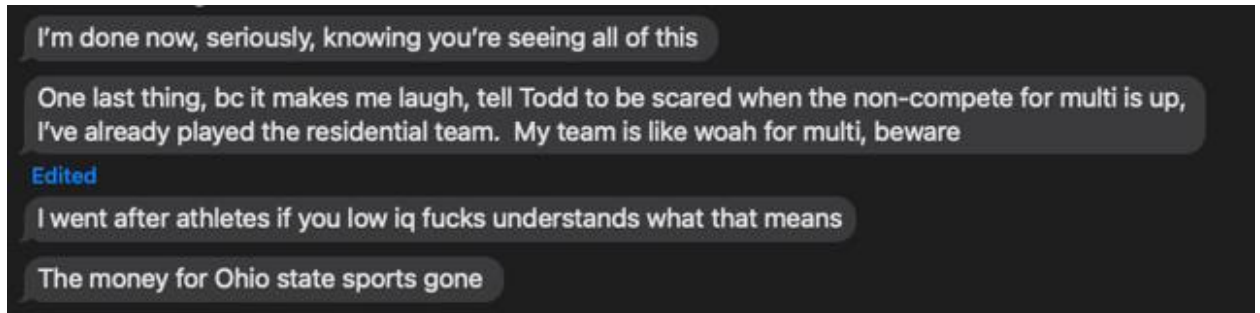 I'm done now, seriously, knowing you're seeing all of this
One last thing, bc it makes me laugh, tell Todd to be scared when the non-compete for multi is up,
I've already played the residential team.  My team is like woah for multi, beware
Edited
I went after athletes if you low iq fucks understands what that means
The money for Ohio state sports gone